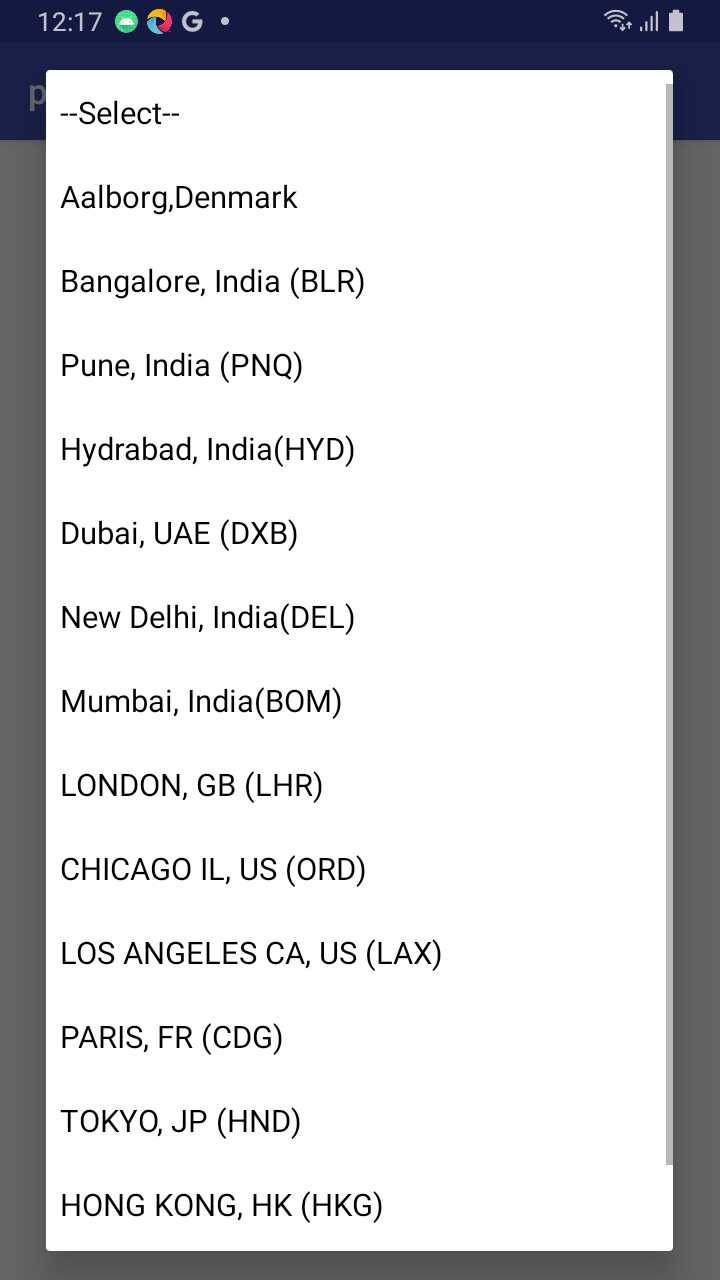 12:17
--Select--
Aalborg,Denmark
Bangalore, India (BLR)
Pune, India (PNQ)
Hydrabad, India(HYD)
Dubai, UAE (DXB)
New Delhi, India(DEL)
Mumbai, India(BOM)
LONDON, GB (LHR)
CHICAGO IL, US (ORD)
LOS ANGELES CA, US (LAX)
PARIS, FR (CDG)
TOKYO, JP (HND)
HONG KONG, HK (HKG)